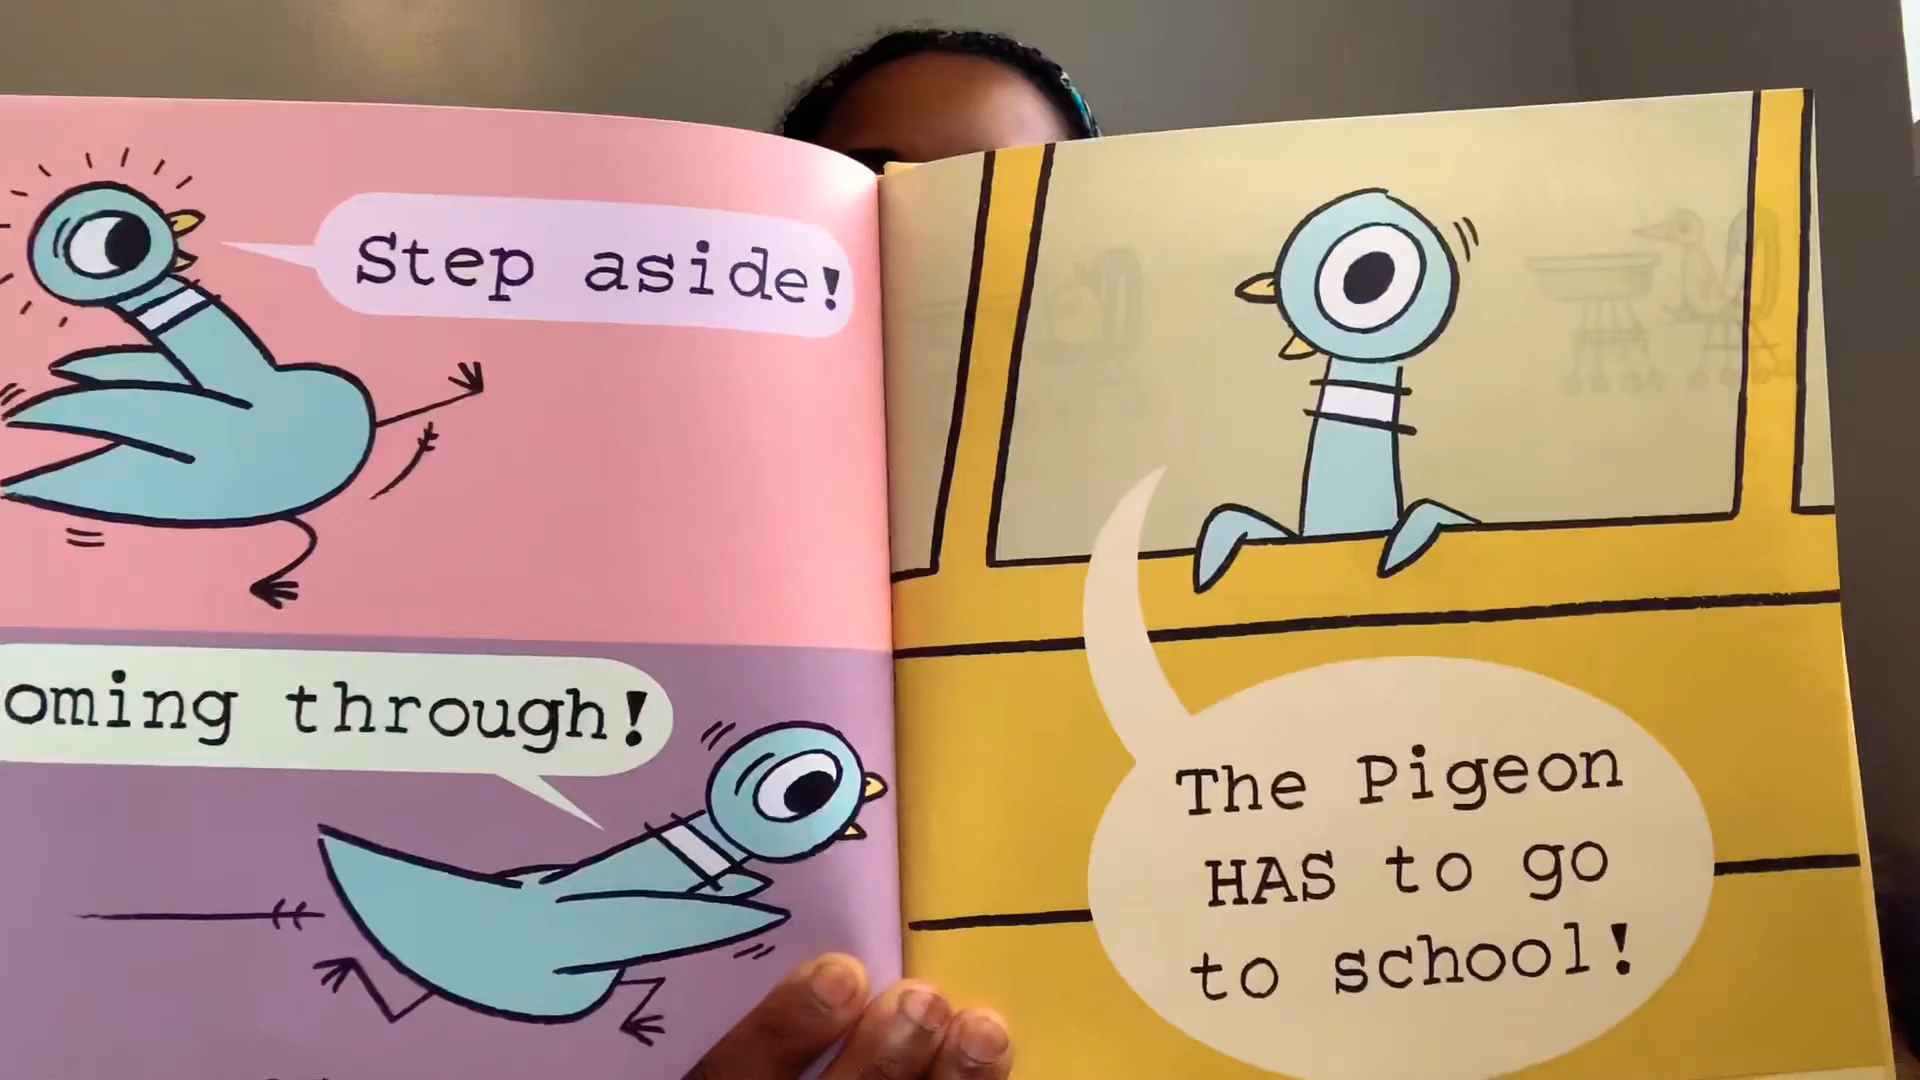 Step aside!
oming through!
The Pigeon
HAS to go
to school!